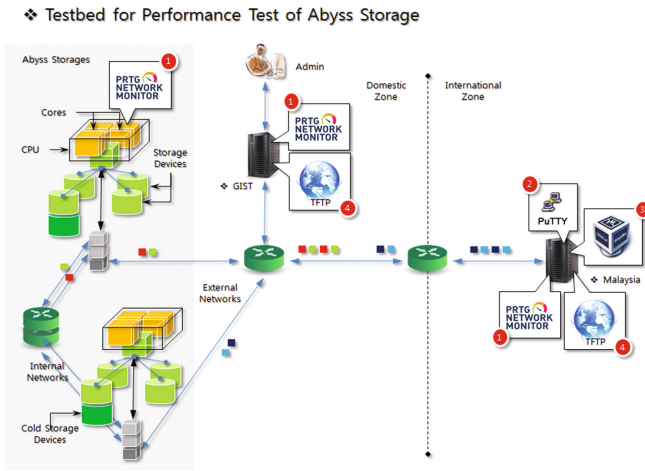 ❖ Testbed for Performance Test of Abyss Storage
Abyss Storages
1
PRTG
NETWORK
MONITOR
Cores
CPU
Storage
Devices
Admin
1
PRTG
NETWORK
MONITOR
❖ GIST
TFTP
4
Domestic
Zone
International
Zone
2
PuTTY
3
❖ Malaysia
PRTG
NETWORK
MONITOR
1
TFTP
4
External
Networks
Internal
Networks
Cold Storage
Devices